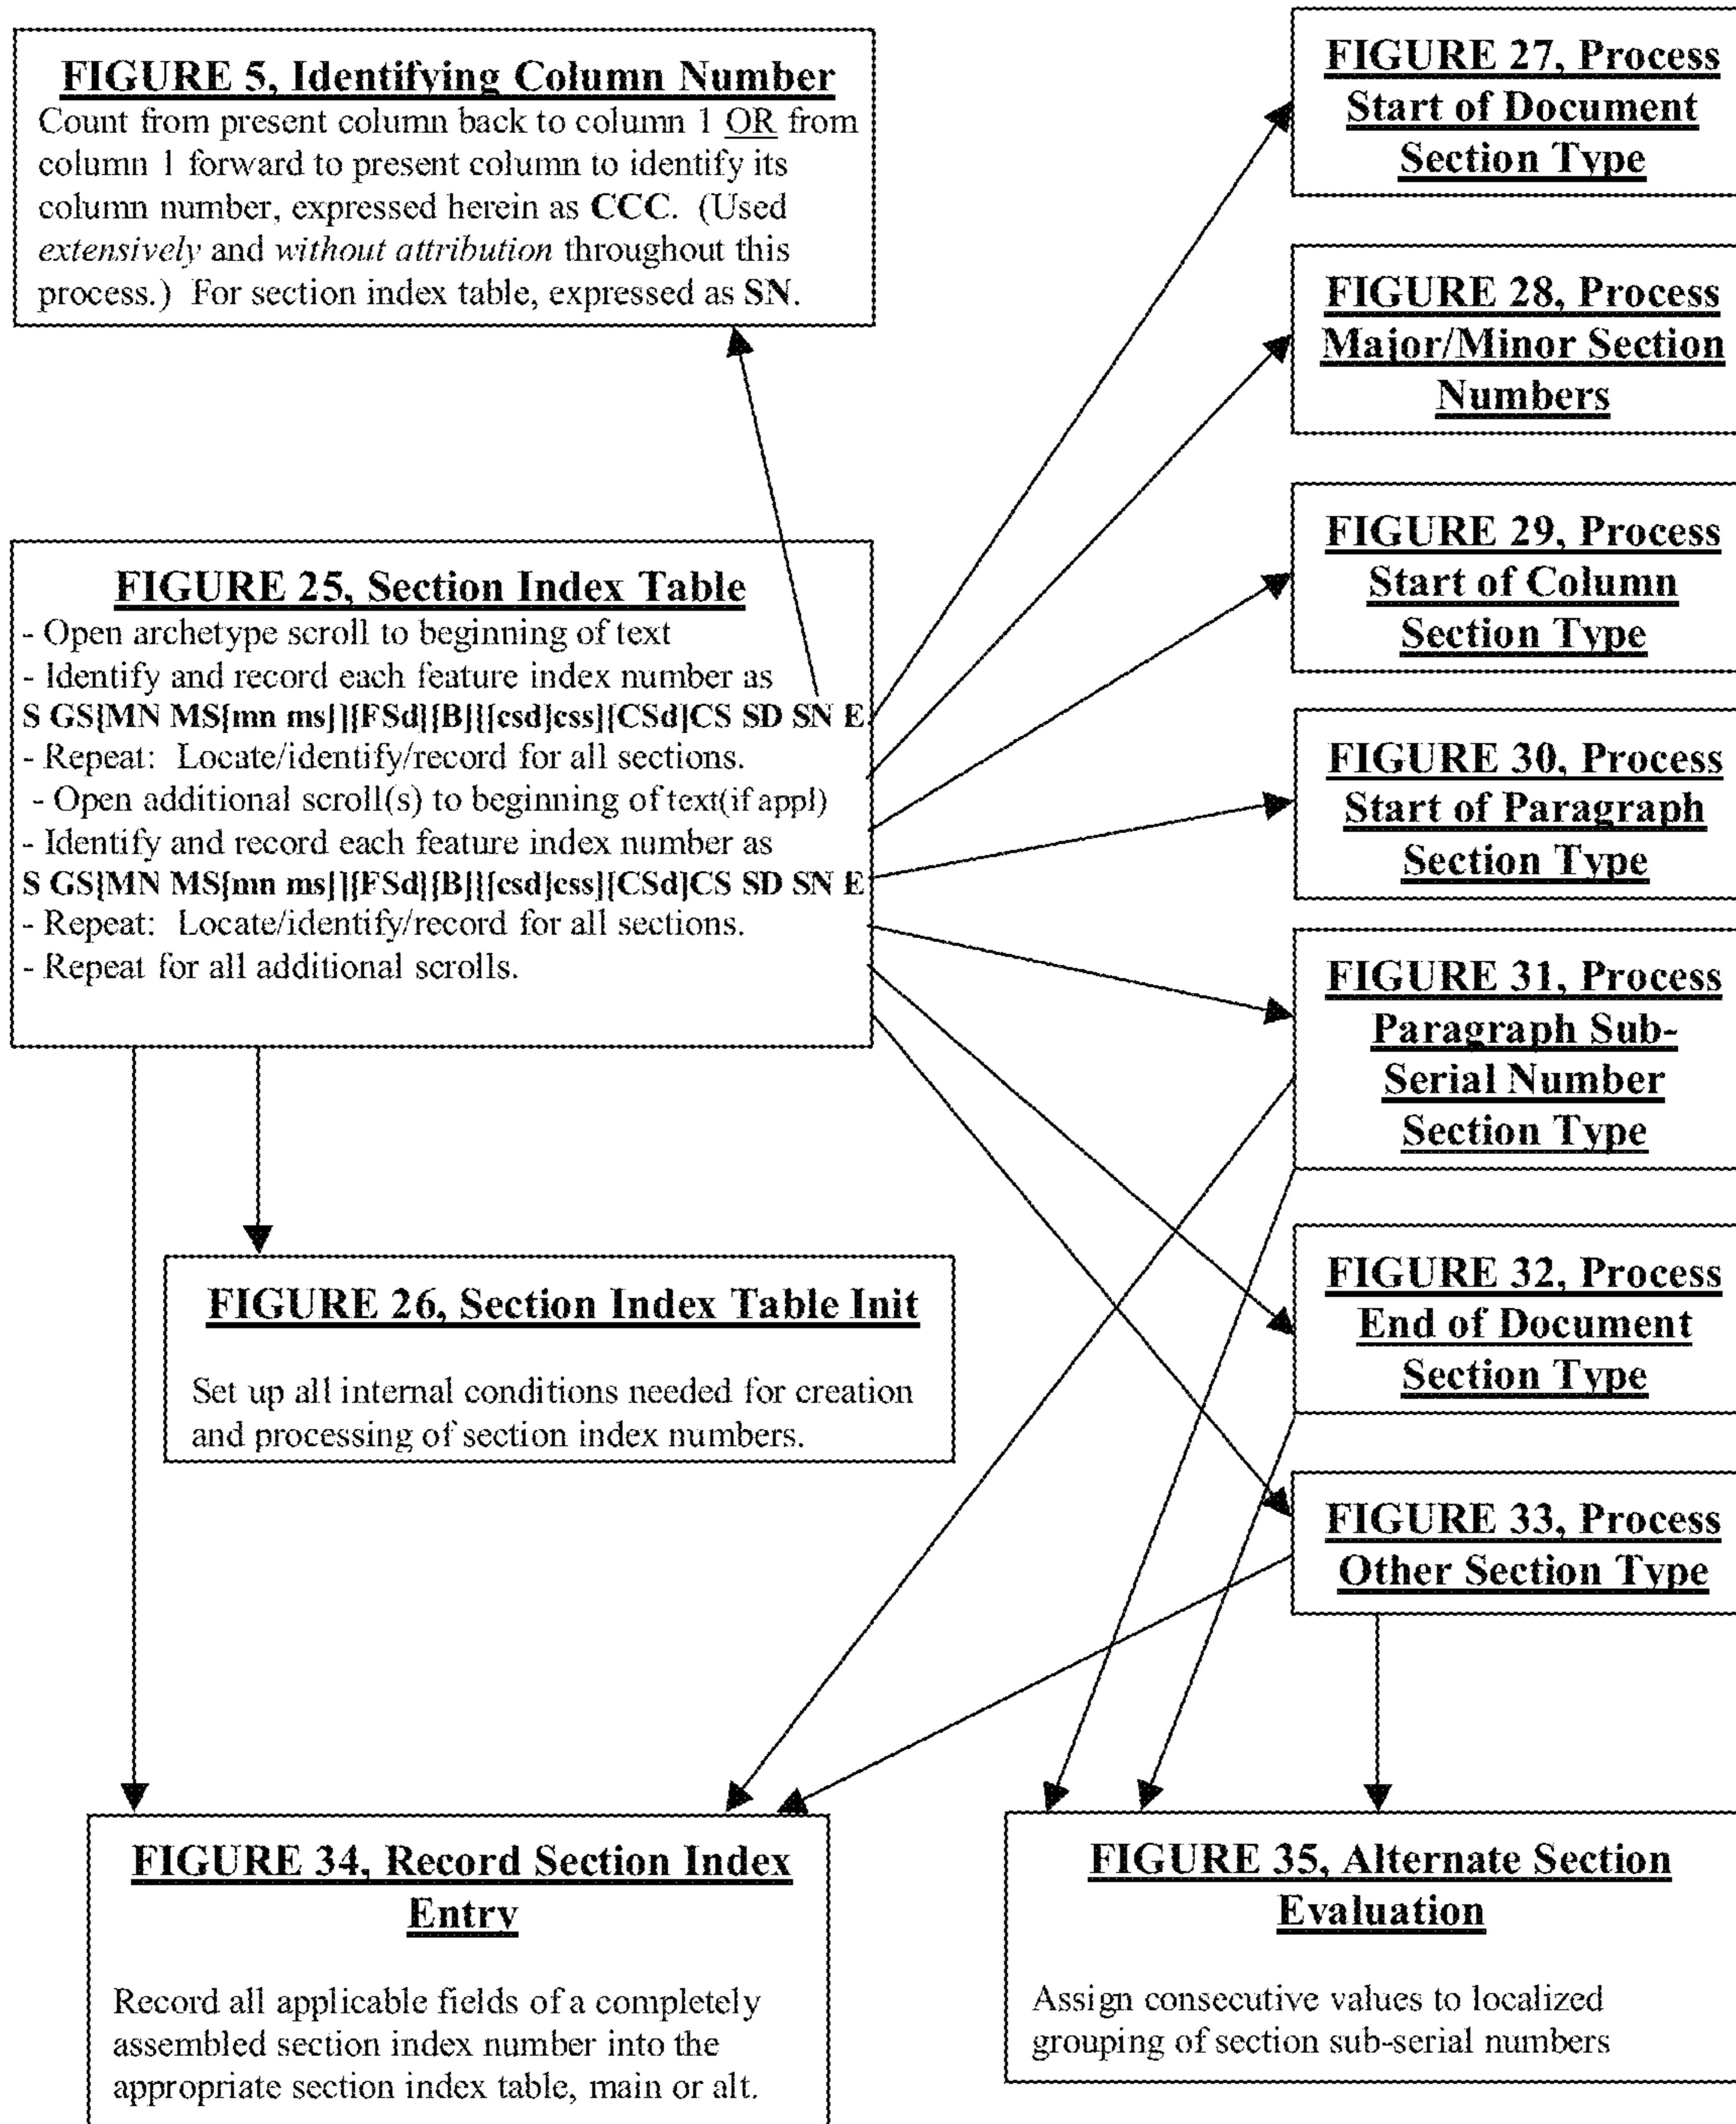 FIGURE 5, Identifying Column Number
Count from present column back to column 1 OR from
column 1 forward to present column to identify its
column number, expressed herein as CCC. (Used
extensively and without attribution throughout this
process.) For section index table, expressed as SN.
FIGURE 25, Section Index Table
- Open archetype scroll to beginning of text
- Identify and record each feature index number as
S GS[MN MS[mn ms]][FSd][B][[csd]css][CSd]CS SD SN E
- Repeat: Locate/identify/record for all sections.
- Open additional scroll(s) to beginning of text(if appl)
- Identify and record each feature index number as
S GS[MN MS[mn ms]][FSd][B][[csd]css][CSd]CS SD SN E
- Repeat: Locate/identify/record for all sections.
- Repeat for all additional scrolls.
FIGURE 26, Section Index Table Init
Set up all internal conditions needed for creation
and processing of section index numbers.
FIGURE 27, Process
Start of Document
Section Type
FIGURE 28, Process
Major/Minor Section
Numbers
FIGURE 29, Process
Start of Column
Section Type
FIGURE 30, Process
Start of Paragraph
Section Type
FIGURE 31, Process
Paragraph Sub-
Serial Number
Section Type
FIGURE 32, Process
End of Document
Section Type
FIGURE 33, Process
Other Section Type
FIGURE 34, Record Section Index
Entry
Record all applicable fields of a completely
assembled section index number into the
appropriate section index table, main or alt.
FIGURE 35, Alternate Section
Evaluation
Assign consecutive values to localized
grouping of section sub-serial numbers